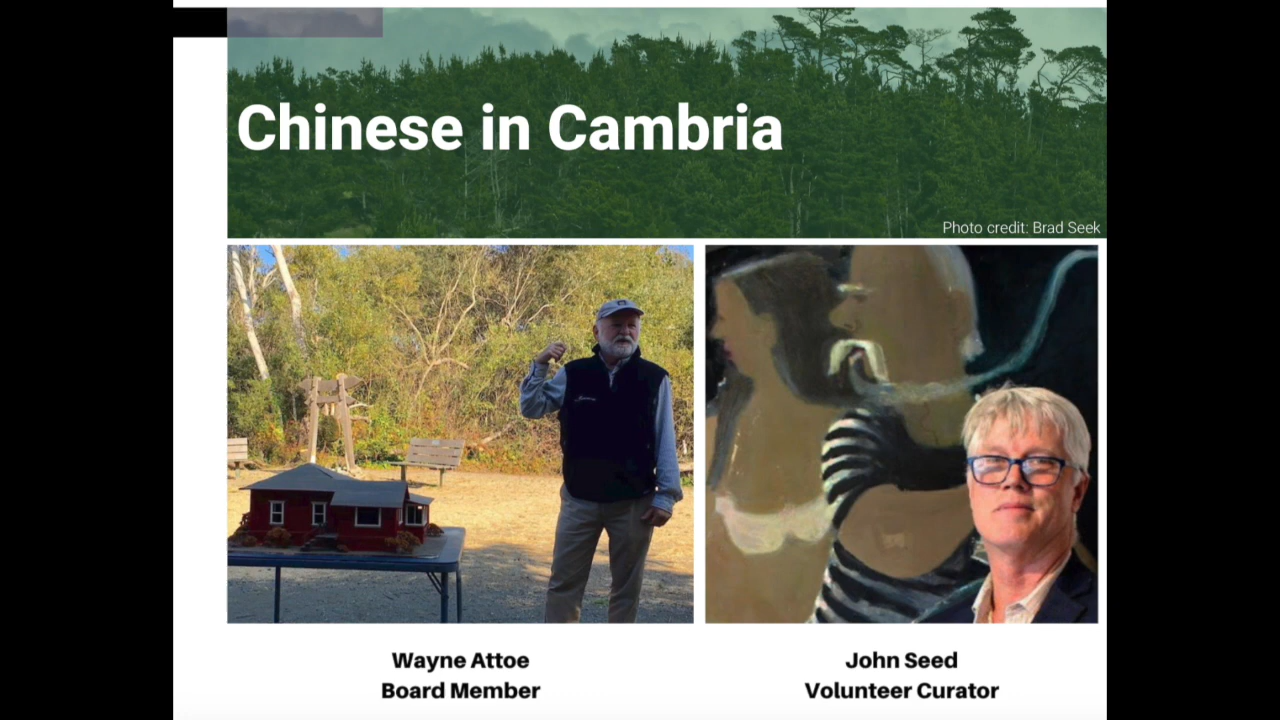 Chinese in Cambria
Photo credit: Brad Seek
Wayne Attoe
Board Member
John Seed
Volunteer Curator